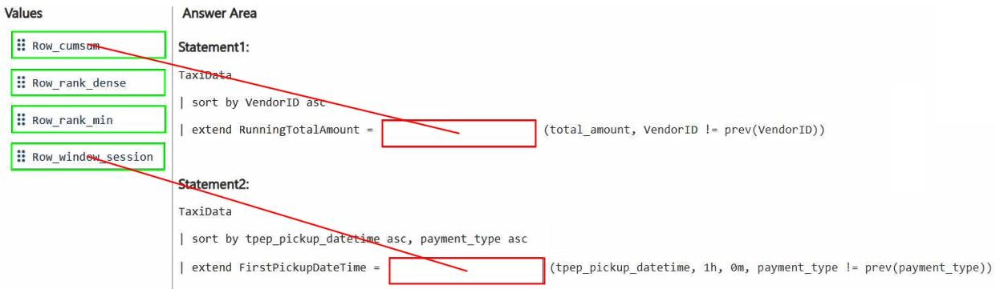 Values
Row_cumsum
Row_rank_dense
Row_rank_min
Row_window_session
Answer Area
Statement1:
TaxiData
| sort by VendorID asc
| extend RunningTotalAmount = (total_amount, VendorID != prev(VendorID))
Statement2:
TaxiData
| sort by tpep_pickup_datetime asc, payment_type asc
| extend FirstPickupDateTime = (tpep_pickup_datetime, 1h, 0m, payment_type != prev(payment_type))